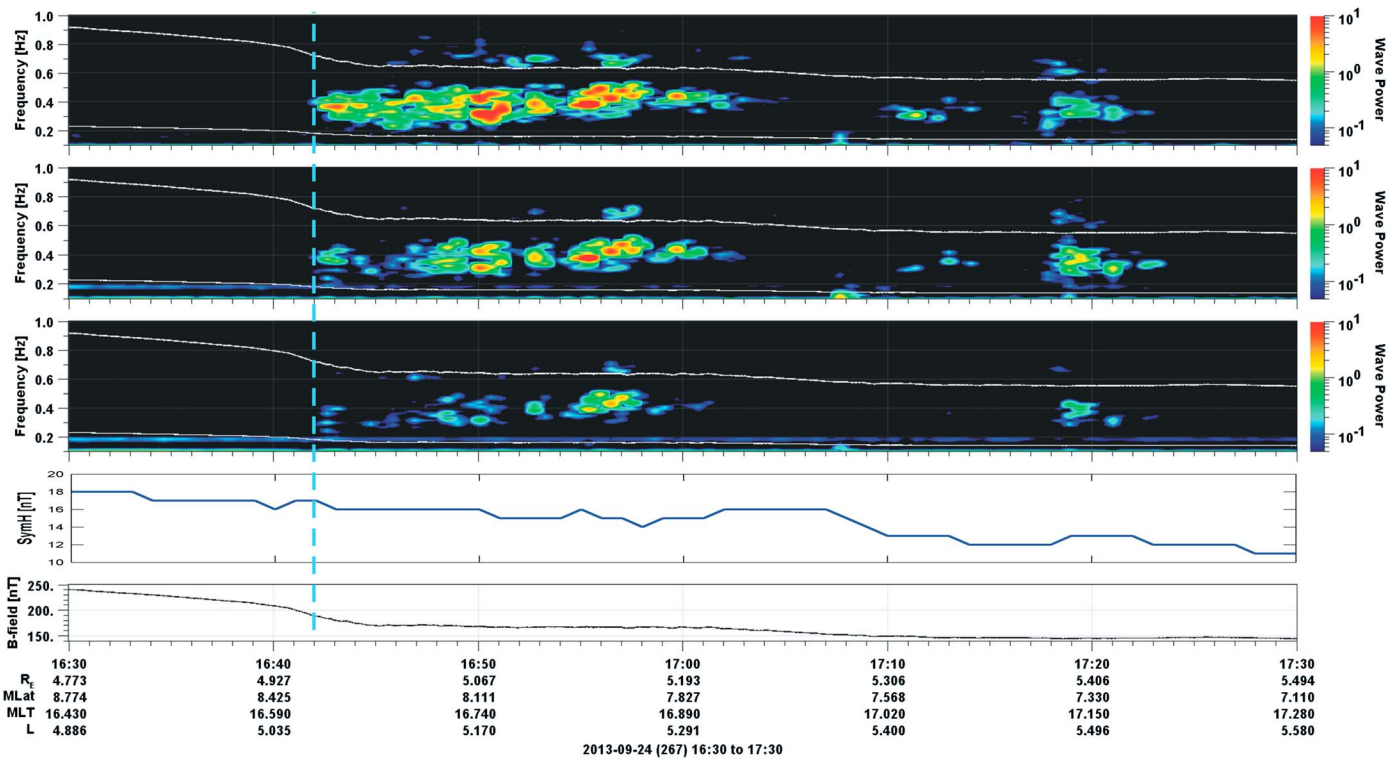 1.0
0.8
0.6
0.4
0.2
Frequency [Hz]
10^1
10^0
10^-1
Wave Power
1.0
0.8
0.6
0.4
0.2
Frequency [Hz]
10^1
10^0
10^-1
Wave Power
1.0
0.8
0.6
0.4
0.2
Frequency [Hz]
10^1
10^0
10^-1
Wave Power
20
18
16
14
12
10
SymH [nT]
250.
200.
150.
B-field [nT]
16:30 16:40 16:50 17:00 17:10 17:20 17:30
R_E 4.773 4.927 5.067 5.193 5.306 5.406 5.494
MLat 8.774 8.425 8.111 7.827 7.568 7.330 7.110
MLT 16.430 16.590 16.740 16.890 17.020 17.150 17.280
L 4.886 5.035 5.170 5.291 5.400 5.496 5.580
2013-09-24 (267) 16:30 to 17:30